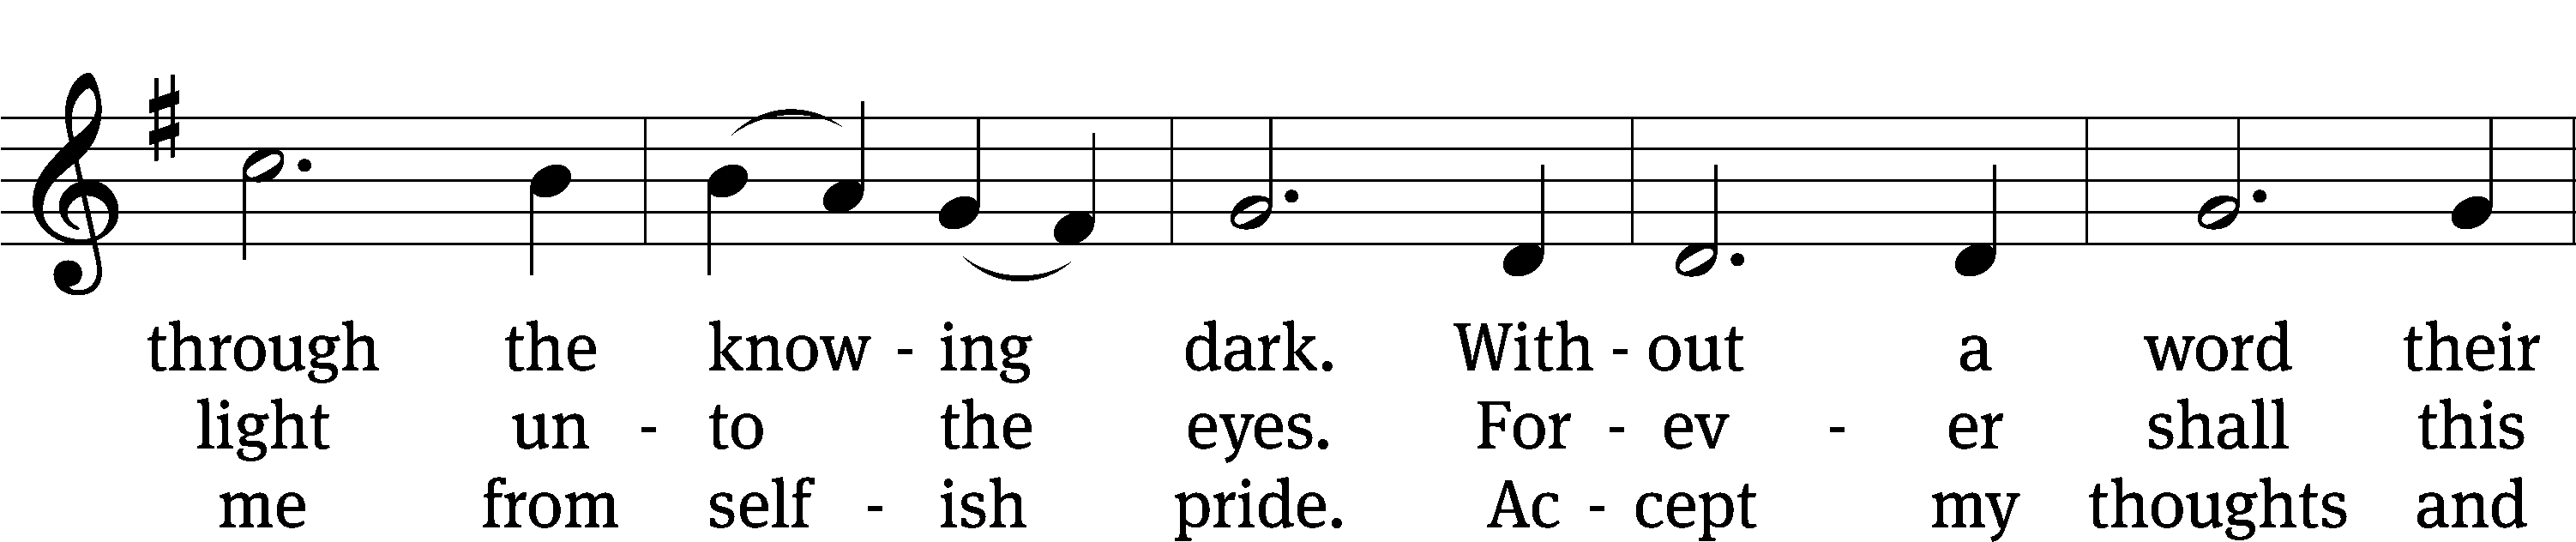 through the know - ing dark. With - out a word their
light un - to the eyes. For - ev - er shall this
me from self - ish pride. Ac - cept my thoughts and